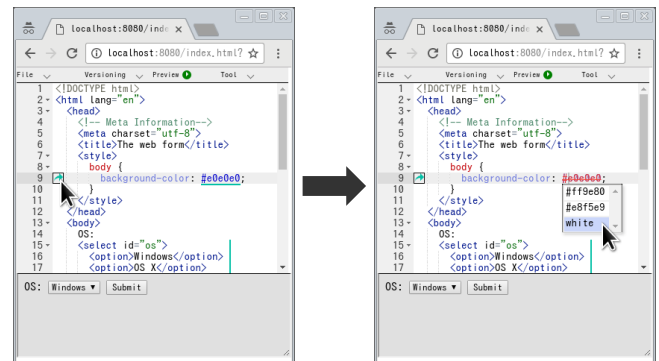 localhost:8080/inde
localhost:8080/index.html?
File Versioning Preview Tool
1 <!DOCTYPE html>
2 <html lang="en">
3 <head>
4 <!-- Meta Information-->
5 <meta charset="utf-8">
6 <title>The web form</title>
7 <style>
8 body {
9 background-color: #e0e0e0;
10 }
11 </style>
12 </head>
13 <body>
14 OS:
15 <select id="os">
16 <option>Windows</option>
17 <option>OS X</option>
OS: Windows Submit
localhost:8080/inde
localhost:8080/index.html?
File Versioning Preview Tool
1 <!DOCTYPE html>
2 <html lang="en">
3 <head>
4 <!-- Meta Information-->
5 <meta charset="utf-8">
6 <title>The web form</title>
7 <style>
8 body {
9 background-color: #e0e0e0;
10 }
#ff9e80
11 </style>
#e8f5e9
12 </head>
white
13 <body>
14 OS:
15 <select id="os">
16 <option>Windows</option>
17 <option>OS X</option>
OS: Windows Submit